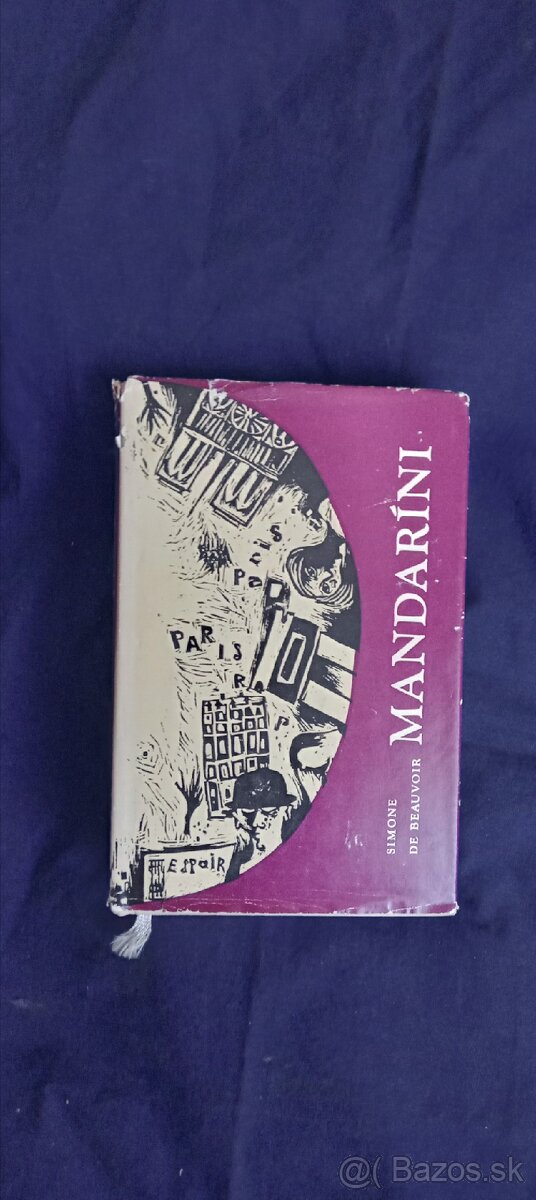 SIMONE
DE BEAUVOIR
MANDARÍNI
PARIS
ESPaiR
@( Bazos.sk